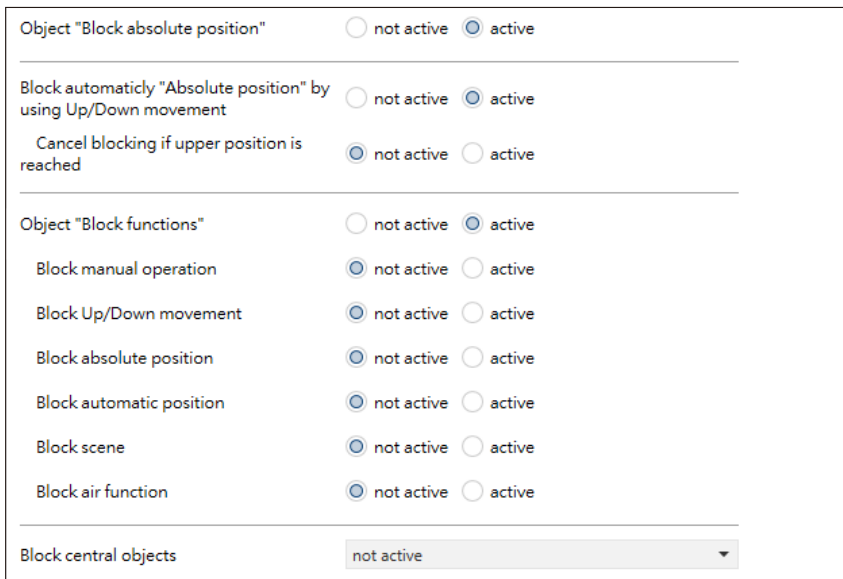 Object "Block absolute position" not active active
Block automaticly "Absolute position" by
using Up/Down movement not active active
Cancel blocking if upper position is
reached not active active
Object "Block functions" not active active
Block manual operation not active active
Block Up/Down movement not active active
Block absolute position not active active
Block automatic position not active active
Block scene not active active
Block air function not active active
Block central objects not active